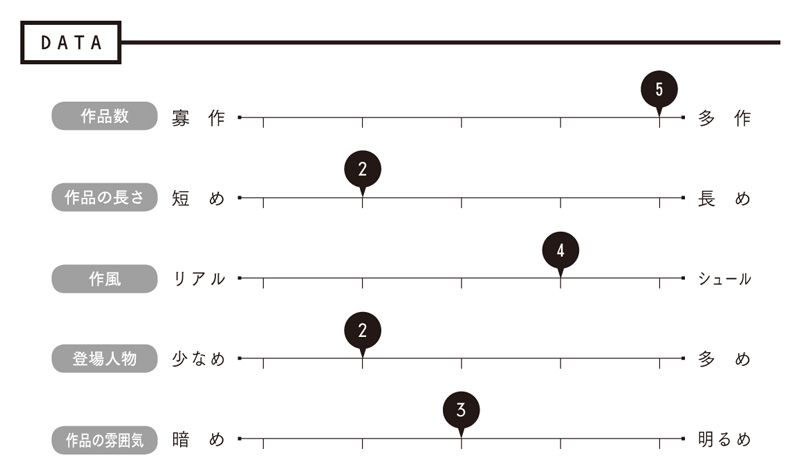 DATA
5
作品数 寡作 多作
2
作品の長さ 短め 長め
4
作風 リアル シュール
2
登場人物 少なめ 多め
3
作品の雰囲気 暗め 明るめ